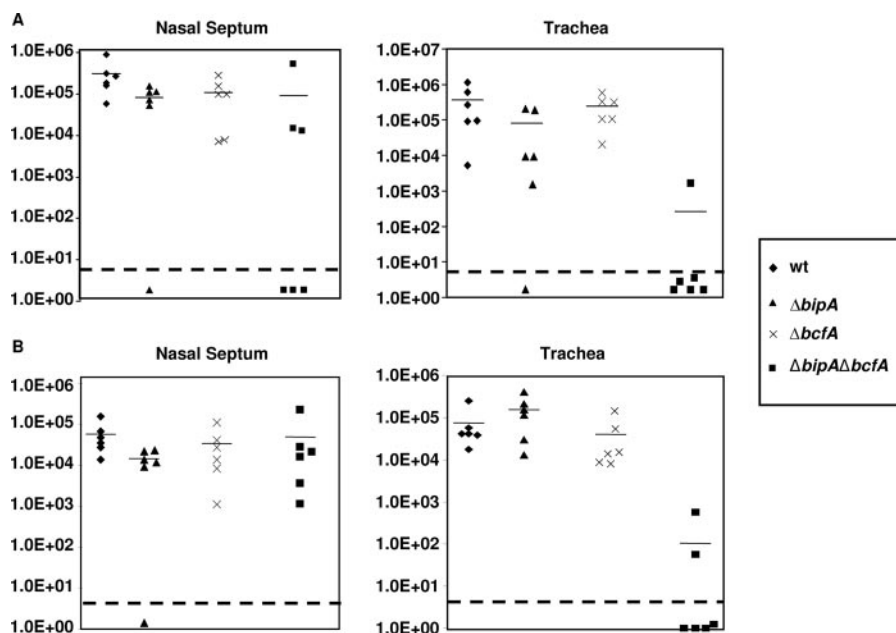 A
Nasal Septum
Trachea
1.0E+06
1.0E+05
1.0E+04
1.0E+03
1.0E+02
1.0E+01
1.0E+00
1.0E+07
1.0E+06
1.0E+05
1.0E+04
1.0E+03
1.0E+02
1.0E+01
1.0E+00
wt
ΔbipA
ΔbcfA
ΔbipAΔbcfA
B
Nasal Septum
Trachea
1.0E+06
1.0E+05
1.0E+04
1.0E+03
1.0E+02
1.0E+01
1.0E+00
1.0E+06
1.0E+05
1.0E+04
1.0E+03
1.0E+02
1.0E+01
1.0E+00